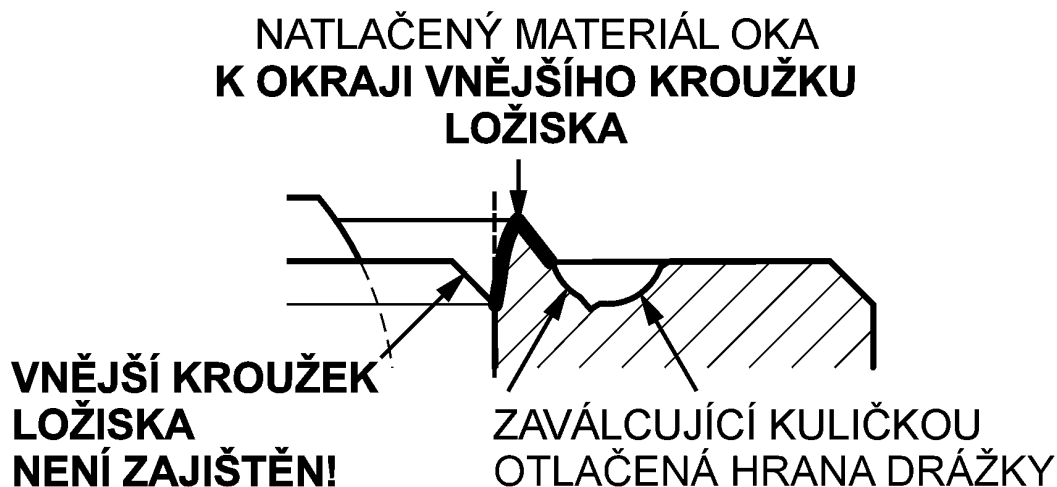 NATLAČENÝ MATERIÁL OKA
K OKRAJI VNĚJŠÍHO KROUŽKU
LOŽISKA
VNĚJŠÍ KROUŽEK
LOŽISKA
NENÍ ZAJIŠTĚN!
ZAVÁLCUJÍCÍ KULIČKOU
OTLAČENÁ HRANA DRÁŽKY